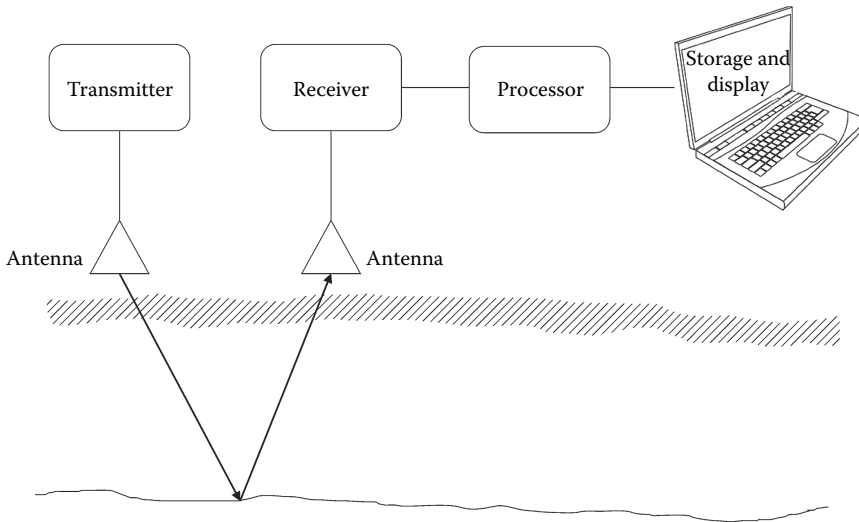 Transmitter
Receiver
Processor
Storage and
display
Antenna
Antenna